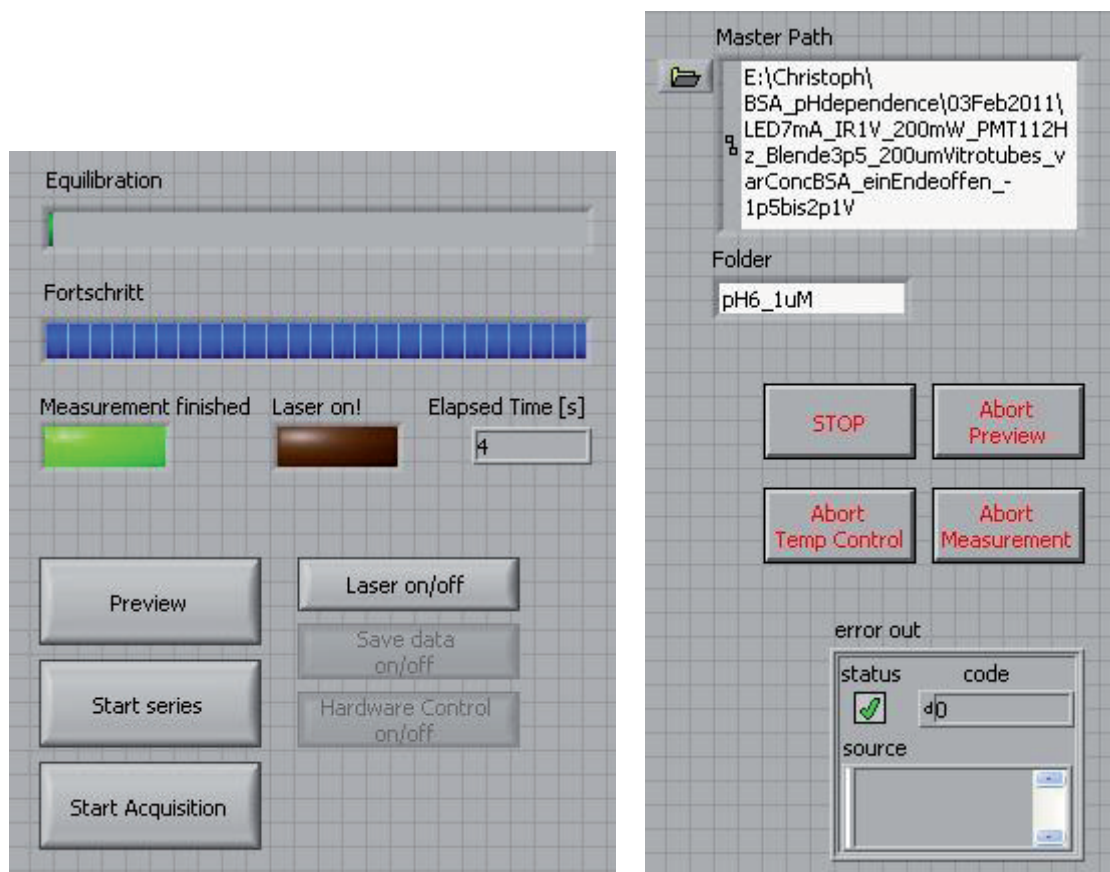 Equilibration
Fortschritt
Measurement finished
Laser on!
Elapsed Time [s]
4
Preview
Laser on/off
Save data
on/off
Start series
Hardware Control
on/off
Start Acquisition
Master Path
E:\Christoph\
BSA_pHdependence\03Feb2011\
LED7mA_IR1V_200mW_PMT112H
z_Blende3p5_200umVitrotubes_v
arConcBSA_einEndeoffen_-
1p5bis2p1V
Folder
pH6_1uM
STOP
Abort
Preview
Abort
Temp Control
Abort
Measurement
error out
status
code
d0
source